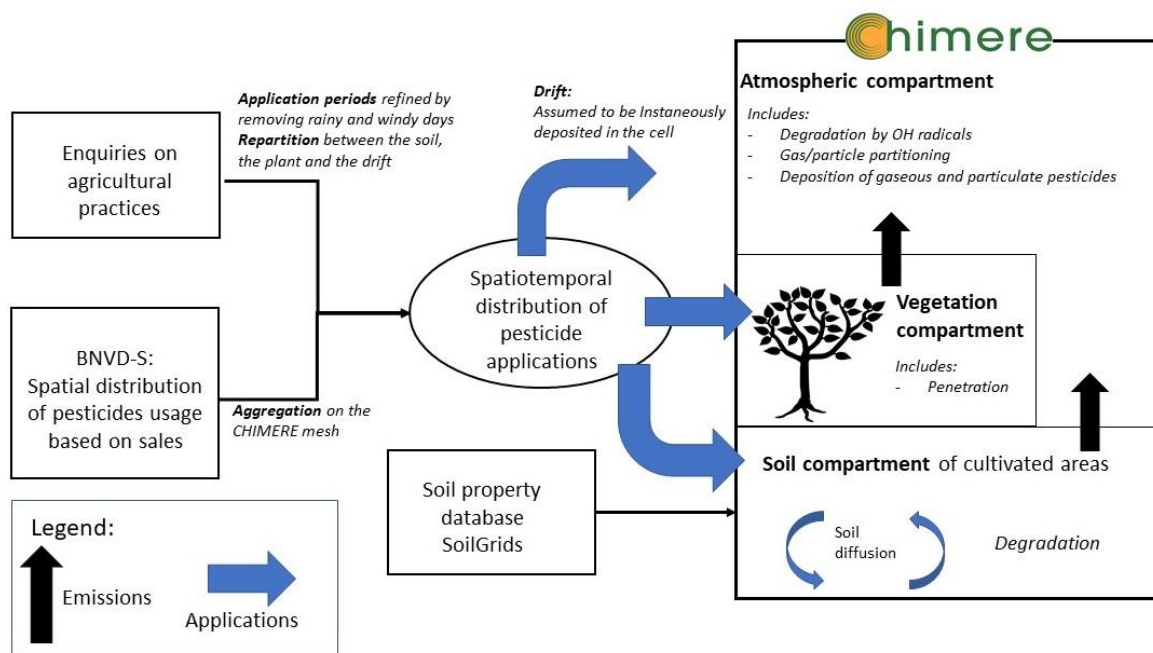 Chimere
Enquiries on
agricultural
practices
Application periods refined by
removing rainy and windy days
Repartition between the soil,
the plant and the drift
Drift:
Assumed to be Instaneously
deposited in the cell
Atmospheric compartment
Includes:
- Degradation by OH radicals
- Gas/particle partitioning
- Deposition of gaseous and particulate pesticides
Spatiotemporal
distribution of
pesticide
applications
Vegetation
compartment
Includes:
- Penetration
BNVD-S:
Spatial distribution
of pesticides usage
based on sales
Aggregation on the
CHIMERE mesh
Soil property
database
SoilGrids
Soil compartment of cultivated areas
Soil
diffusion
Degradation
Legend:
Emissions
Applications